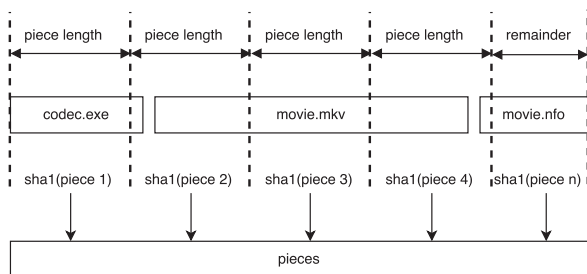 piece length piece length piece length piece length remainder
codec.exe movie.mkv movie.nfo
sha1(piece 1) sha1(piece 2) sha1(piece 3) sha1(piece 4) sha1(piece n)
pieces